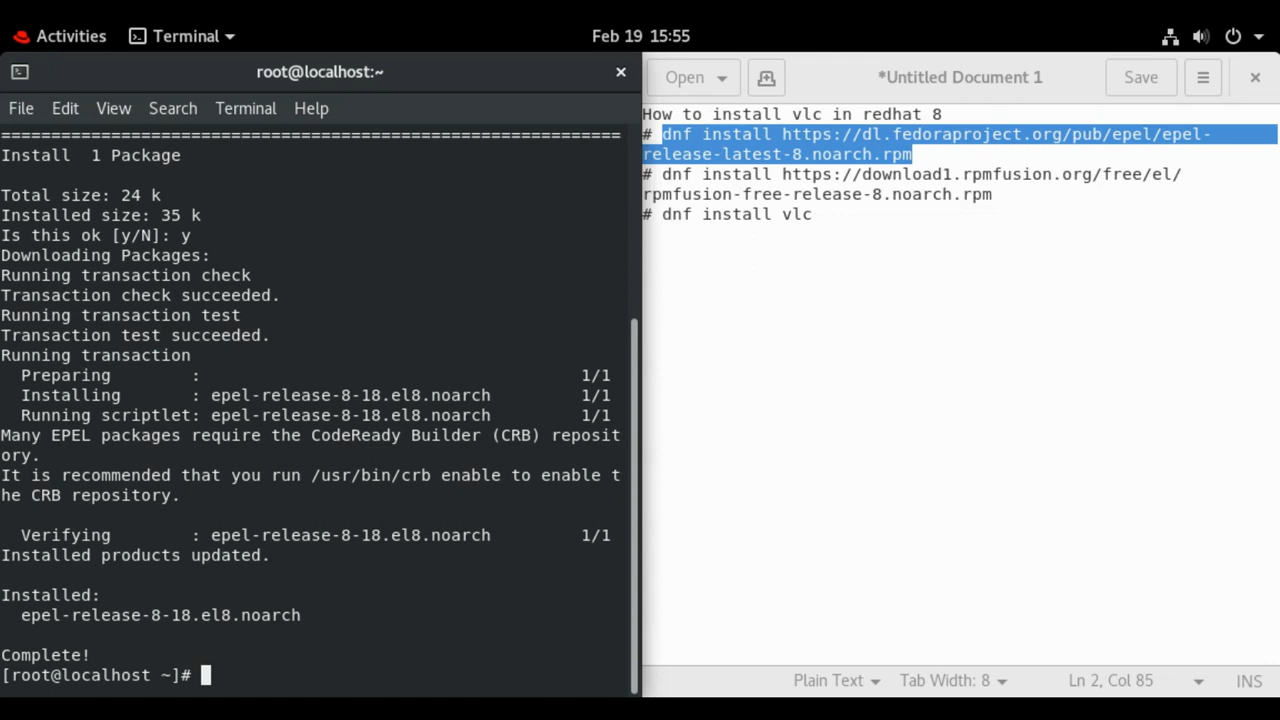 Activities Terminal Feb 19 15:55
root@localhost:~
File Edit View Search Terminal Help
==============================================================
Install  1 Package
Total size: 24 k
Installed size: 35 k
Is this ok [y/N]: y
Downloading Packages:
Running transaction check
Transaction check succeeded.
Running transaction test
Transaction test succeeded.
Running transaction
  Preparing        :                                      1/1
  Installing       : epel-release-8-18.el8.noarch         1/1
  Running scriptlet: epel-release-8-18.el8.noarch         1/1
Many EPEL packages require the CodeReady Builder (CRB) reposit
ory.
It is recommended that you run /usr/bin/crb enable to enable t
he CRB repository.
  Verifying        : epel-release-8-18.el8.noarch         1/1
Installed products updated.
Installed:
  epel-release-8-18.el8.noarch
Complete!
[root@localhost ~]#
Open *Untitled Document 1 Save
How to install vlc in redhat 8
# dnf install https://dl.fedoraproject.org/pub/epel/epel-
release-latest-8.noarch.rpm
# dnf install https://download1.rpmfusion.org/free/el/
rpmfusion-free-release-8.noarch.rpm
# dnf install vlc
Plain Text Tab Width: 8 Ln 2, Col 85 INS